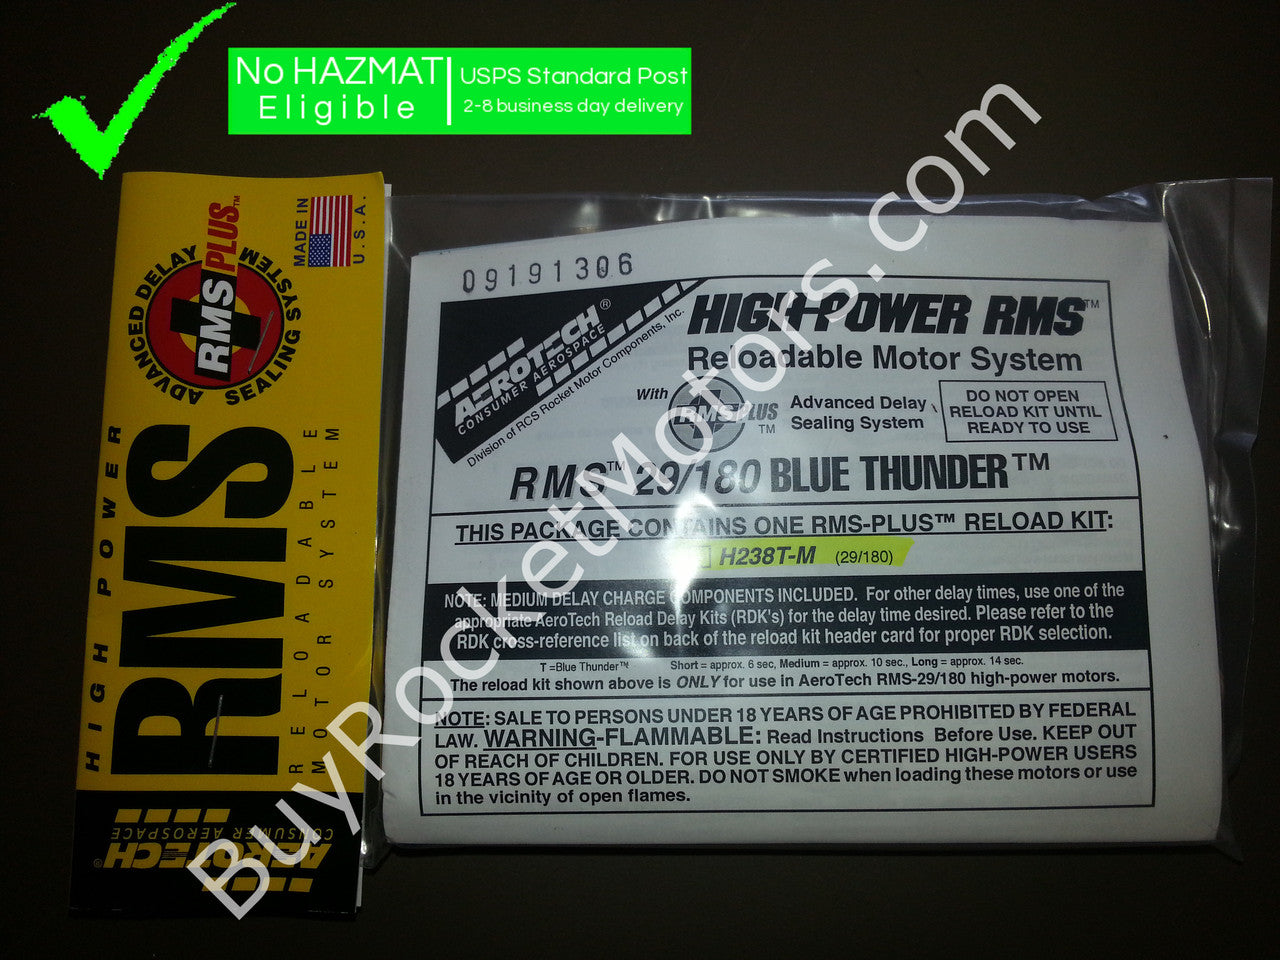 No HAZMAT
Eligible
USPS Standard Post
2-8 business day delivery
BuyRocketMotors.com
ADVANCED DELAY
SEALING SYSTEM
RMS PLUS™
MADE IN
U.S.A.
HIGH POWER
RMS
RELOADABLE
MOTOR SYSTEM
AEROTECH®
CONSUMER AEROSPACE
09191306
AEROTECH®
CONSUMER AEROSPACE
Division of RCS Rocket Motor Components, Inc.
HIGH-POWER RMS™
Reloadable Motor System
With
RMS PLUS™
Advanced Delay
Sealing System
DO NOT OPEN
RELOAD KIT UNTIL
READY TO USE
RMS™ 29/180 BLUE THUNDER™
THIS PACKAGE CONTAINS ONE RMS-PLUS™ RELOAD KIT:
H238T-M (29/180)
NOTE: MEDIUM DELAY CHARGE COMPONENTS INCLUDED. For other delay times, use one of the
appropriate AeroTech Reload Delay Kits (RDK's) for the delay time desired. Please refer to the
RDK cross-reference list on back of the reload kit header card for proper RDK selection.
T =Blue Thunder™ Short = approx. 6 sec, Medium = approx. 10 sec., Long = approx. 14 sec.
The reload kit shown above is ONLY for use in AeroTech RMS-29/180 high-power motors.
NOTE: SALE TO PERSONS UNDER 18 YEARS OF AGE PROHIBITED BY FEDERAL
LAW. WARNING-FLAMMABLE: Read Instructions Before Use. KEEP OUT
OF REACH OF CHILDREN. FOR USE ONLY BY CERTIFIED HIGH-POWER USERS
18 YEARS OF AGE OR OLDER. DO NOT SMOKE when loading these motors or use
in the vicinity of open flames.